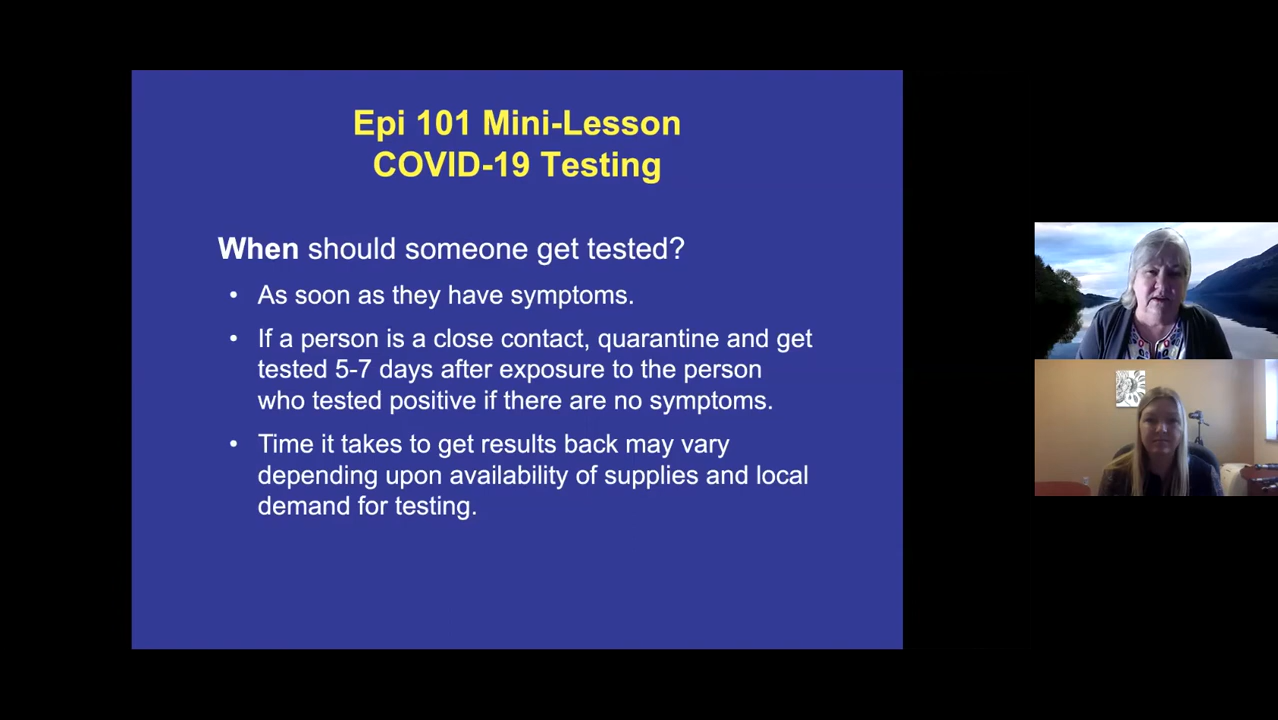 Epi 101 Mini-Lesson
COVID-19 Testing
When should someone get tested?
• As soon as they have symptoms.
• If a person is a close contact, quarantine and get
tested 5-7 days after exposure to the person
who tested positive if there are no symptoms.
• Time it takes to get results back may vary
depending upon availability of supplies and local
demand for testing.